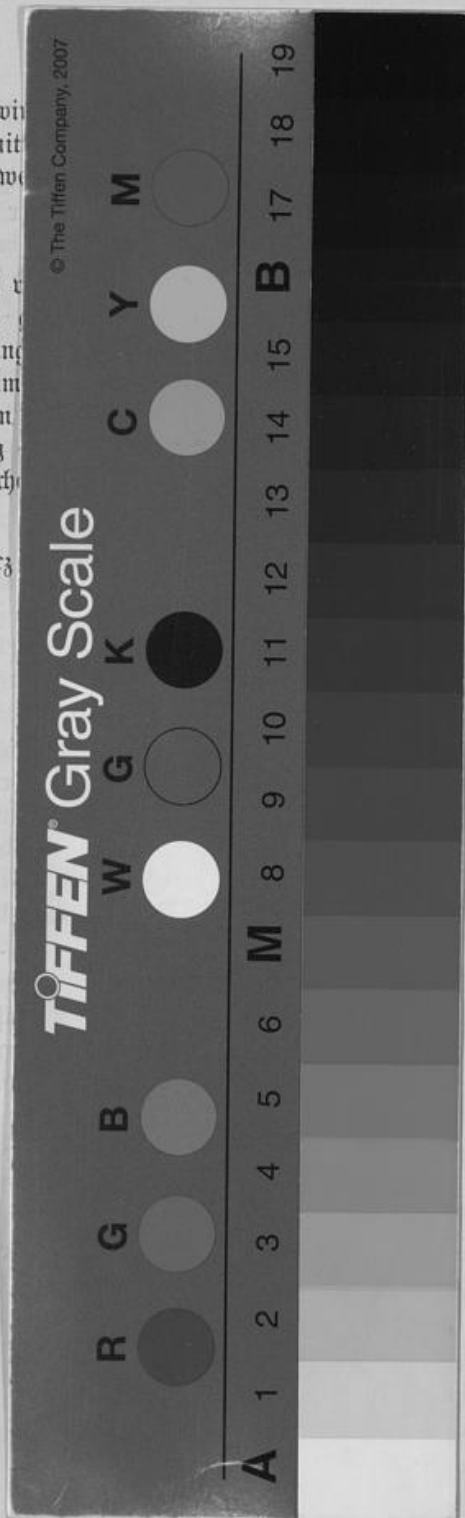 © The Tiffen Company, 2007
TIFFEN® Gray Scale
R G B W G K C Y M
A 1 2 3 4 5 6 M 8 9 10 11 12 13 14 15 B 17 18 19